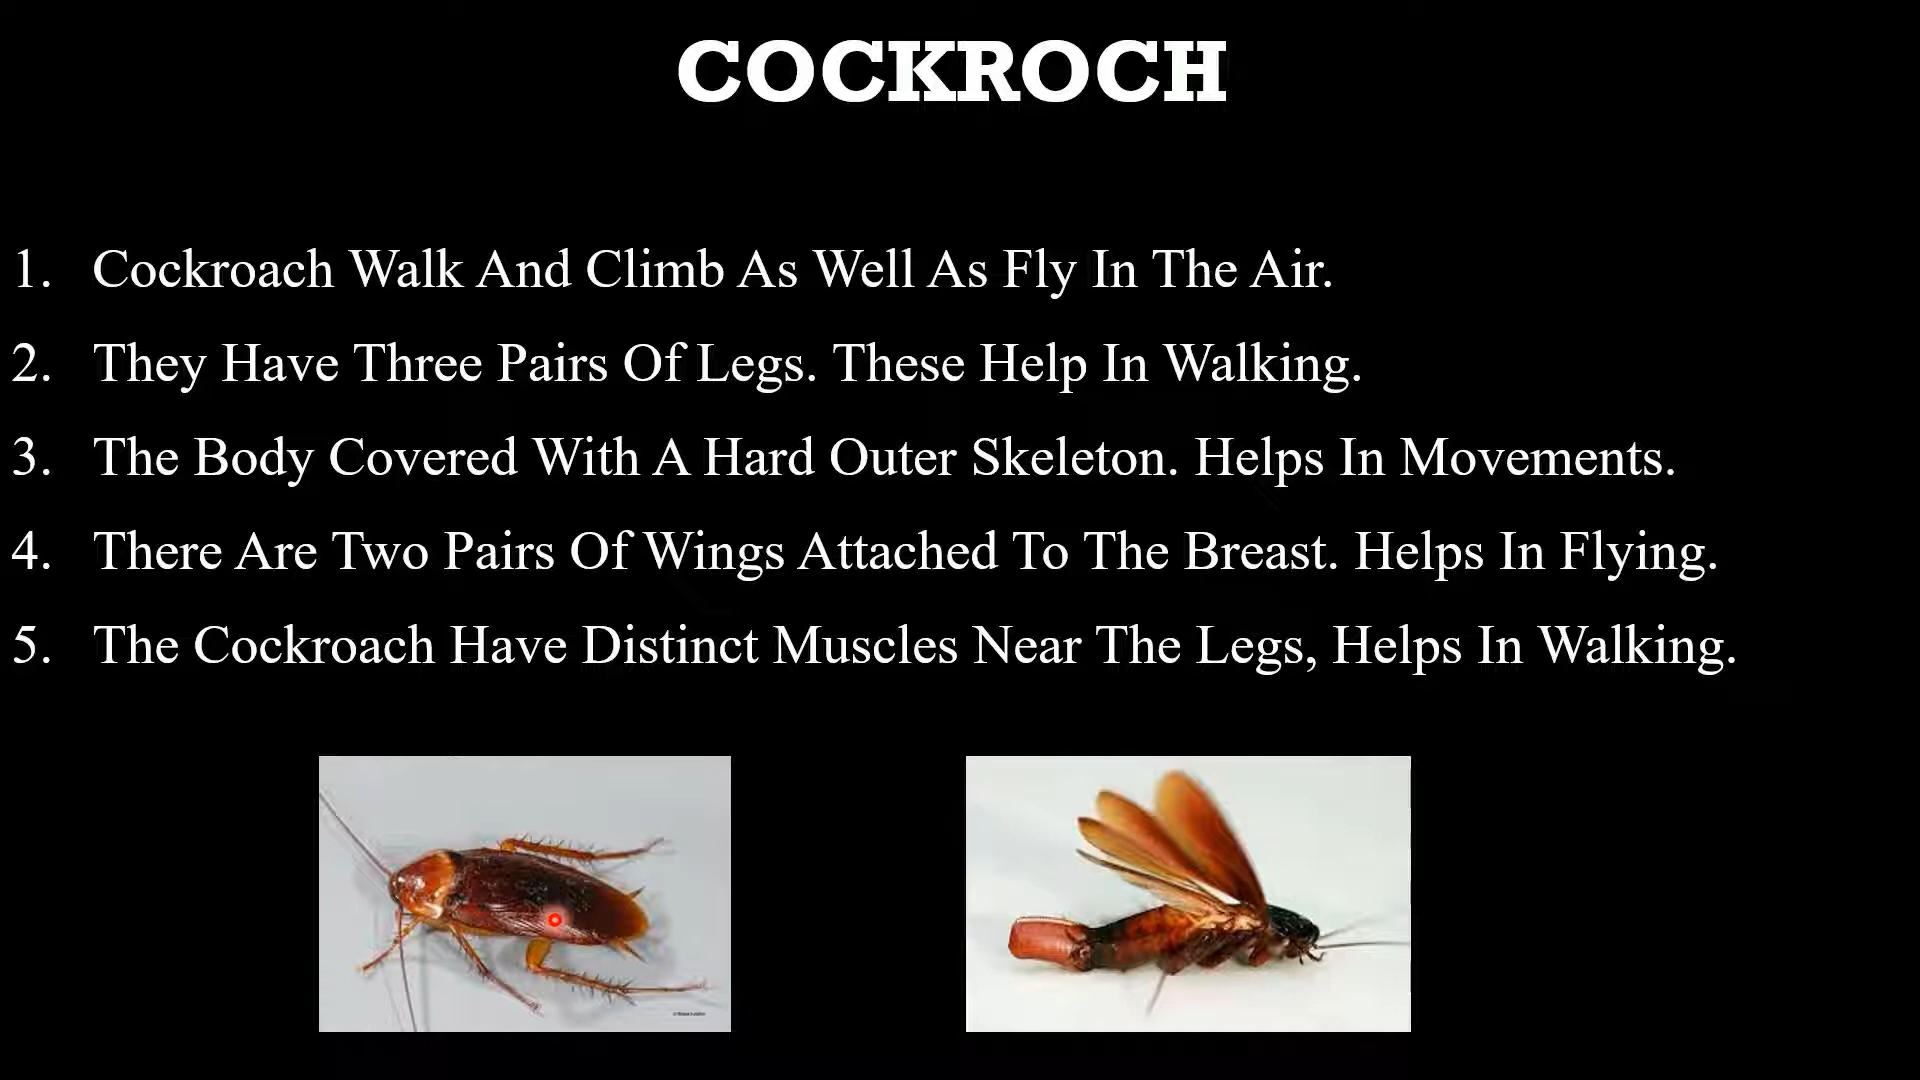 COCKROCH
1. Cockroach Walk And Climb As Well As Fly In The Air.
2. They Have Three Pairs Of Legs. These Help In Walking.
3. The Body Covered With A Hard Outer Skeleton. Helps In Movements.
4. There Are Two Pairs Of Wings Attached To The Breast. Helps In Flying.
5. The Cockroach Have Distinct Muscles Near The Legs, Helps In Walking.